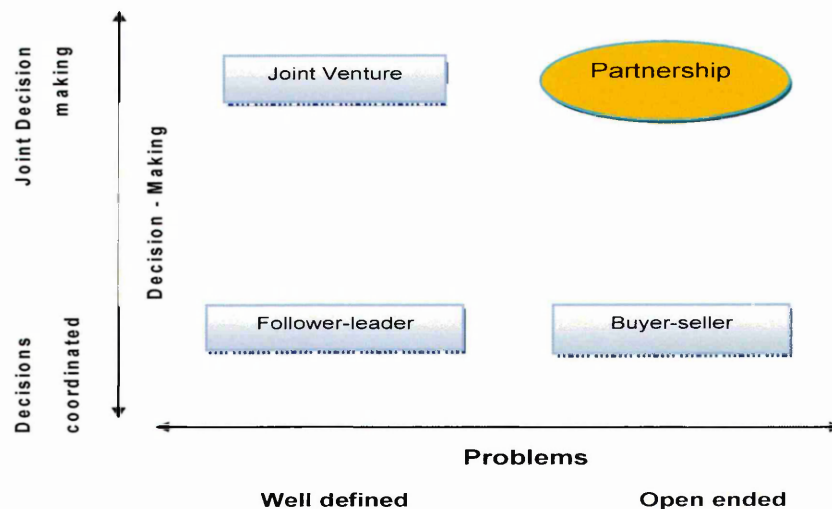 Joint Decision
making
Decision - Making
Decisions
coordinated
Joint Venture
Partnership
Follower-leader
Buyer-seller
Problems
Well defined
Open ended